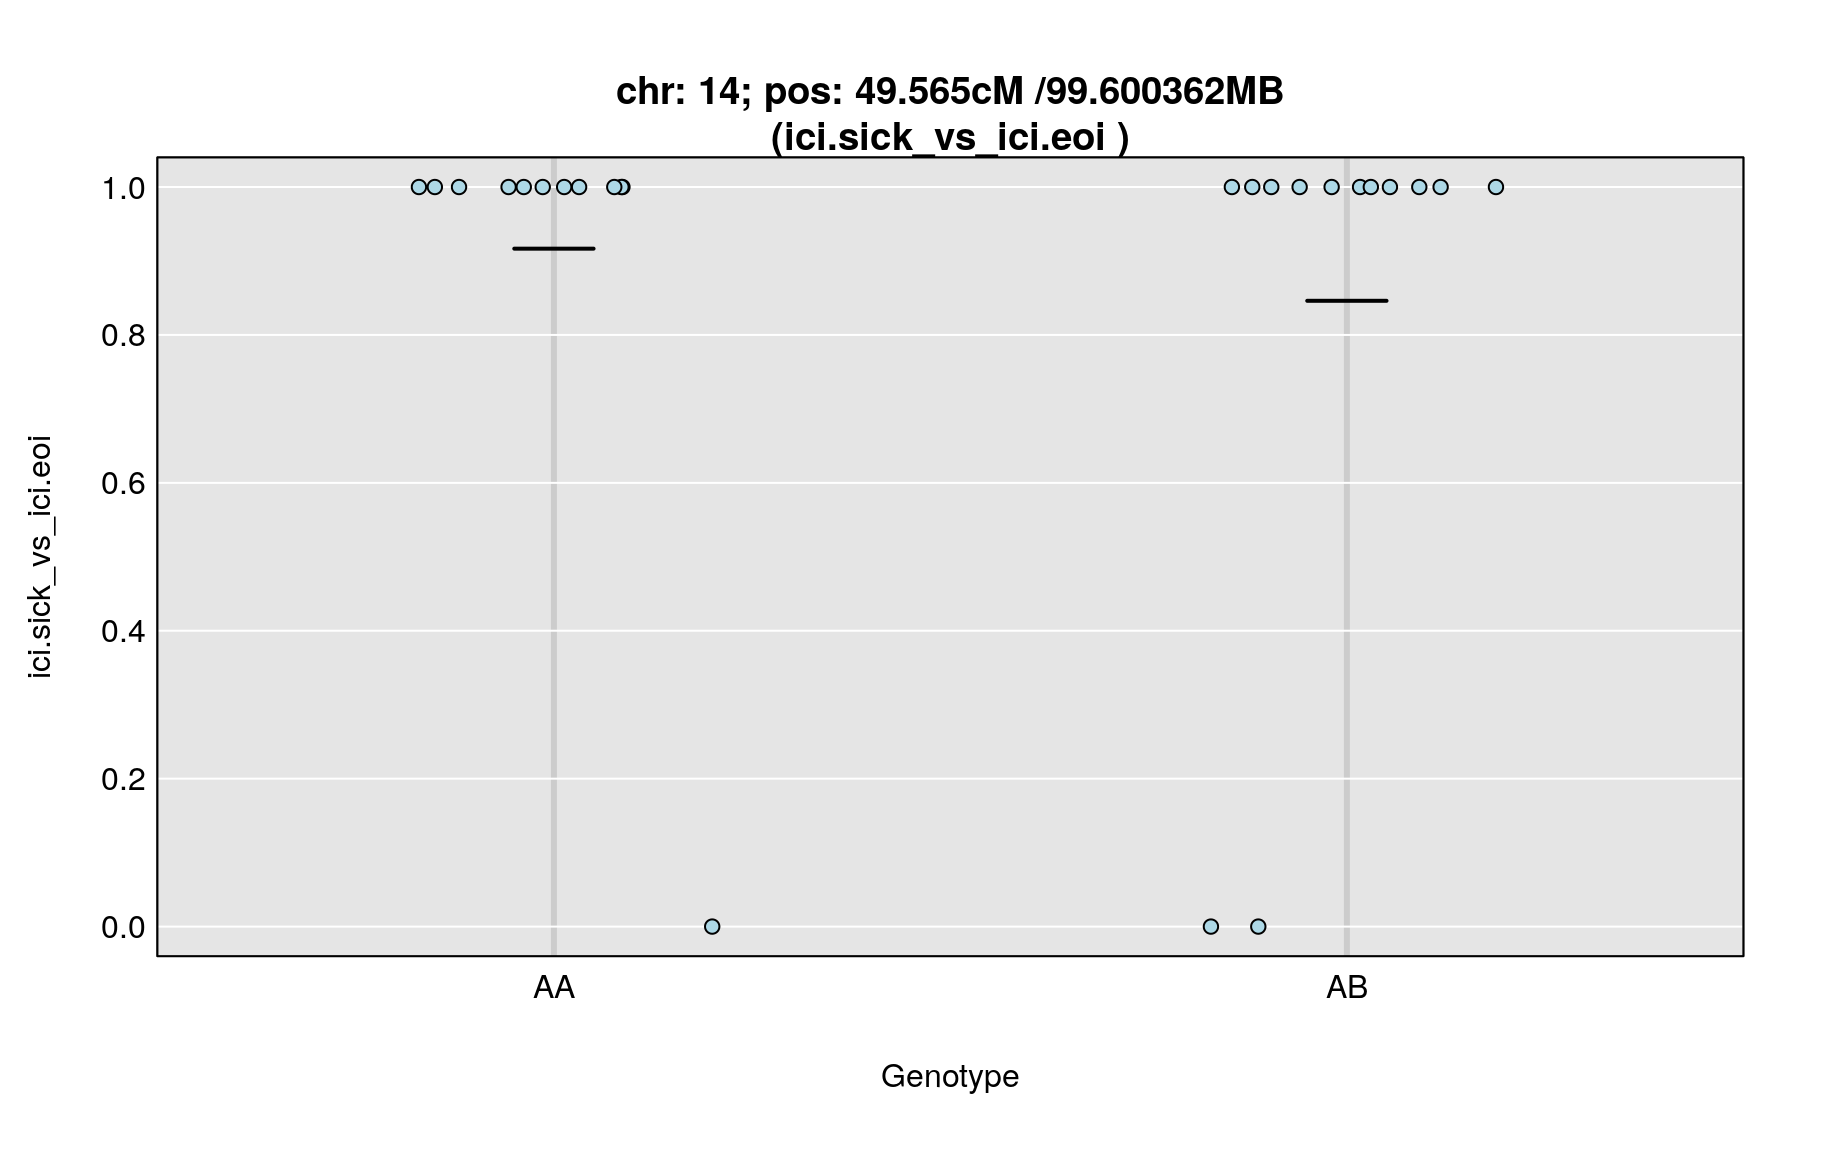 chr: 14; pos: 49.565cM /99.600362MB
(ici.sick_vs_ici.eoi )
ici.sick_vs_ici.eoi
1.0
0.8
0.6
0.4
0.2
0.0
AA AB
Genotype